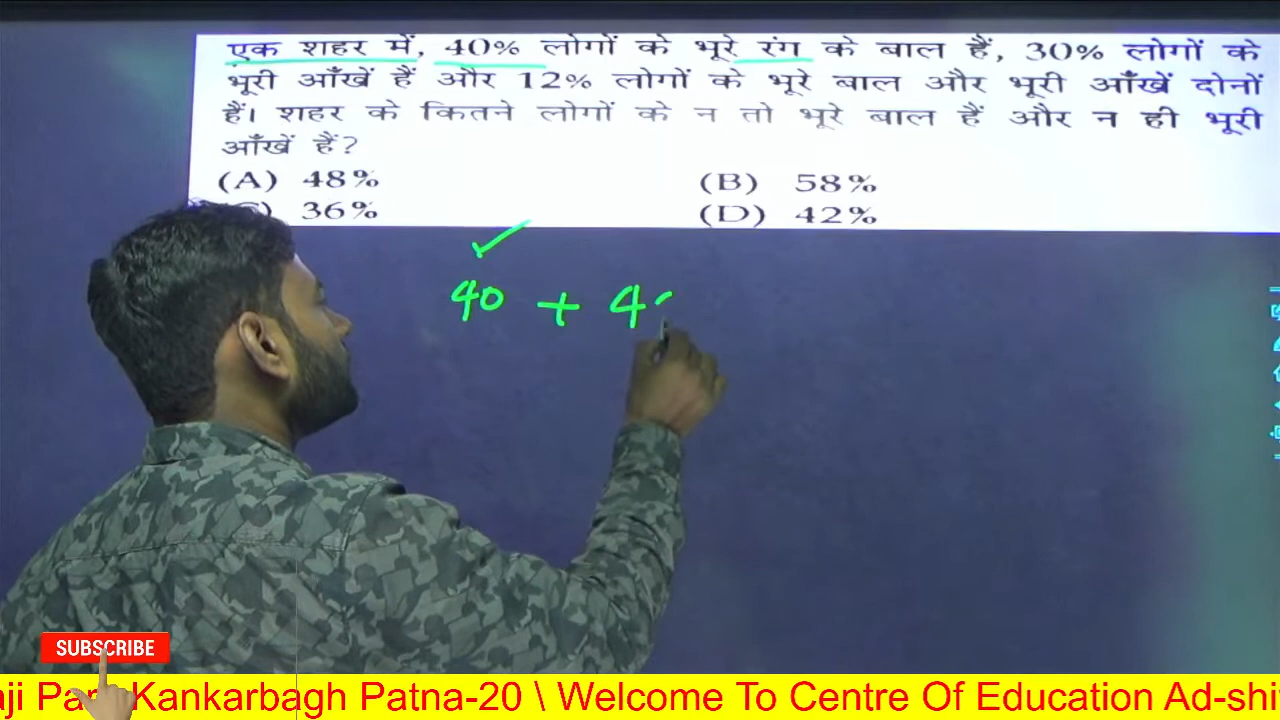 एक शहर में, 40% लोगों के भूरे रंग के बाल हैं, 30% लोगों के
भूरी आँखें हैं और 12% लोगों के भूरे बाल और भूरी आँखें दोनों
हैं। शहर के कितने लोगों के न तो भूरे बाल हैं और न ही भूरी
आँखें हैं?
(A) 48% (B) 58%
36% (D) 42%
40 + 4
SUBSCRIBE
Kankarbagh Patna-20 \ Welcome To Centre Of Education Ad-shi